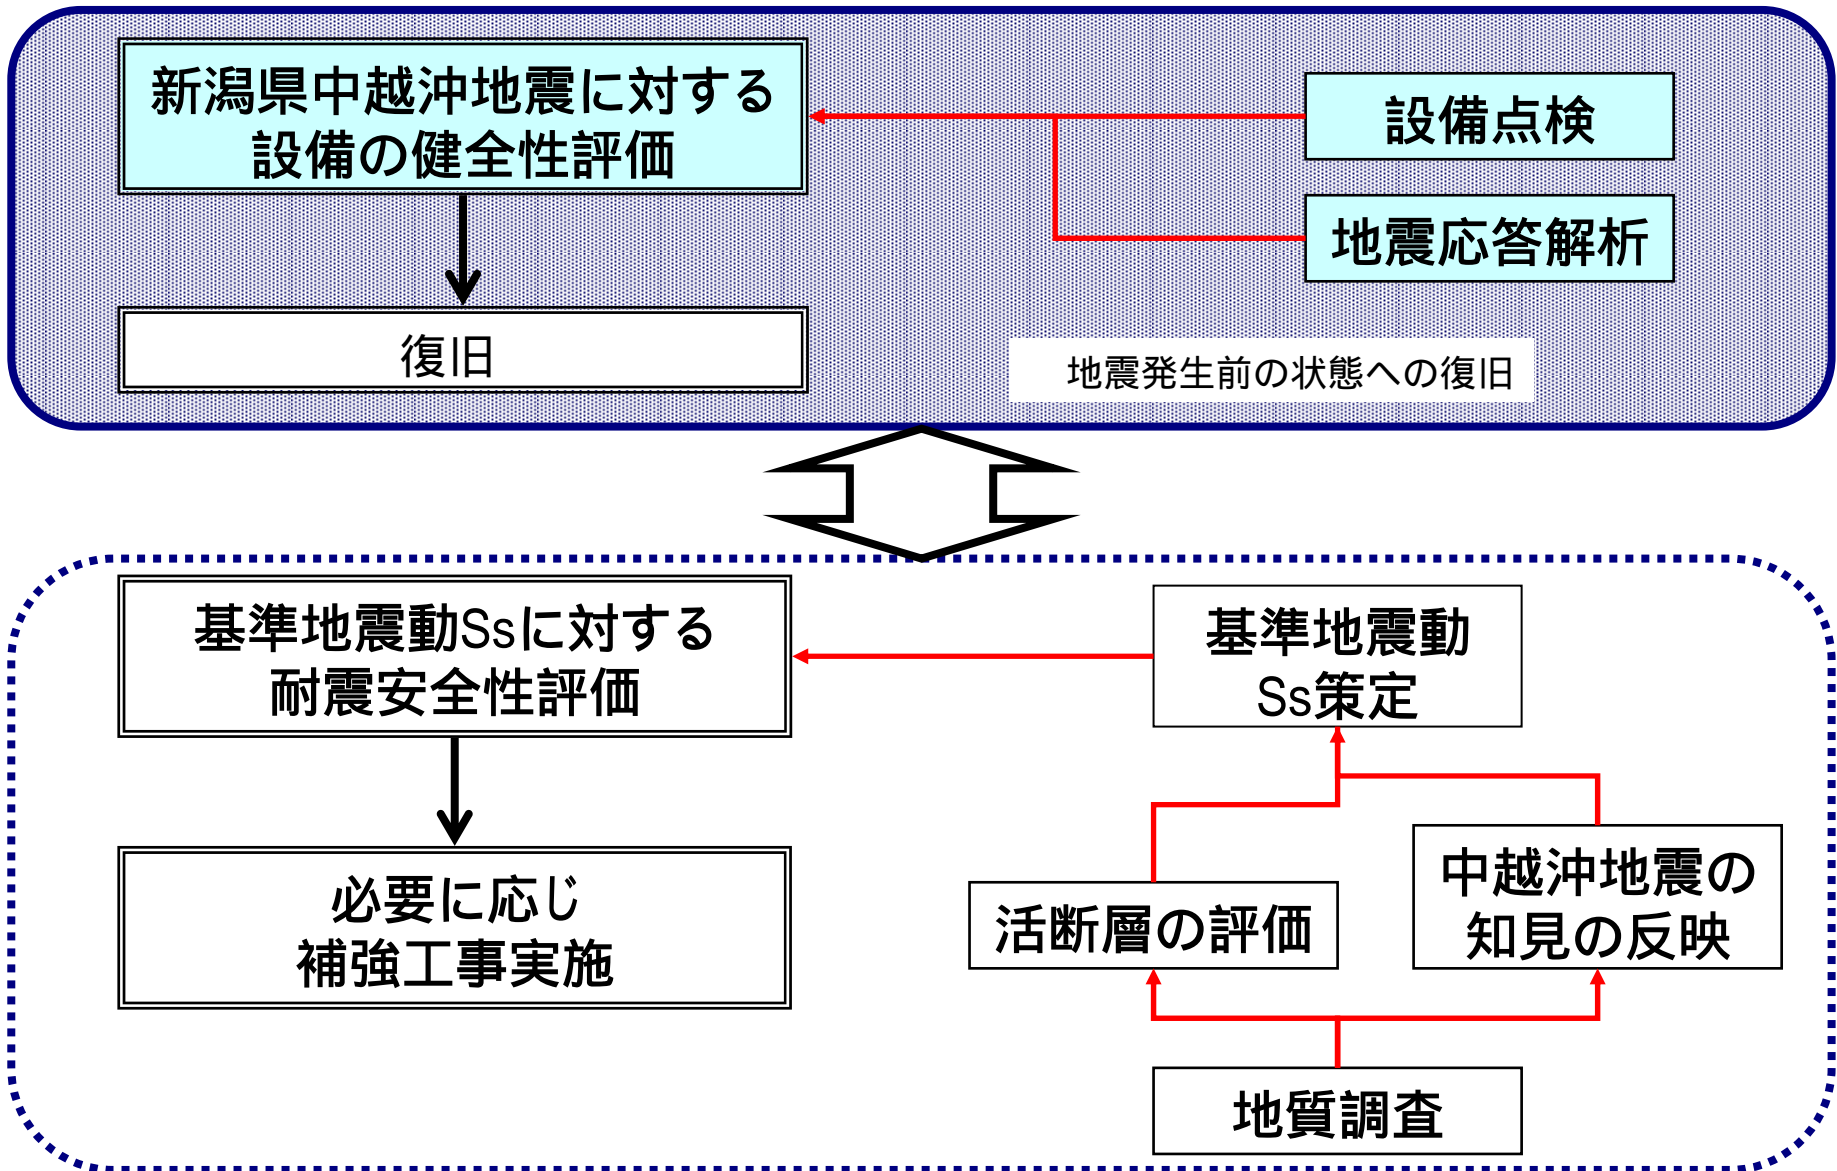 新潟県中越沖地震に対する
設備の健全性評価
設備点検
地震応答解析
復旧
地震発生前の状態への復旧
基準地震動Ssに対する
耐震安全性評価
基準地震動
Ss策定
必要に応じ
補強工事実施
活断層の評価
中越沖地震の
知見の反映
地質調査